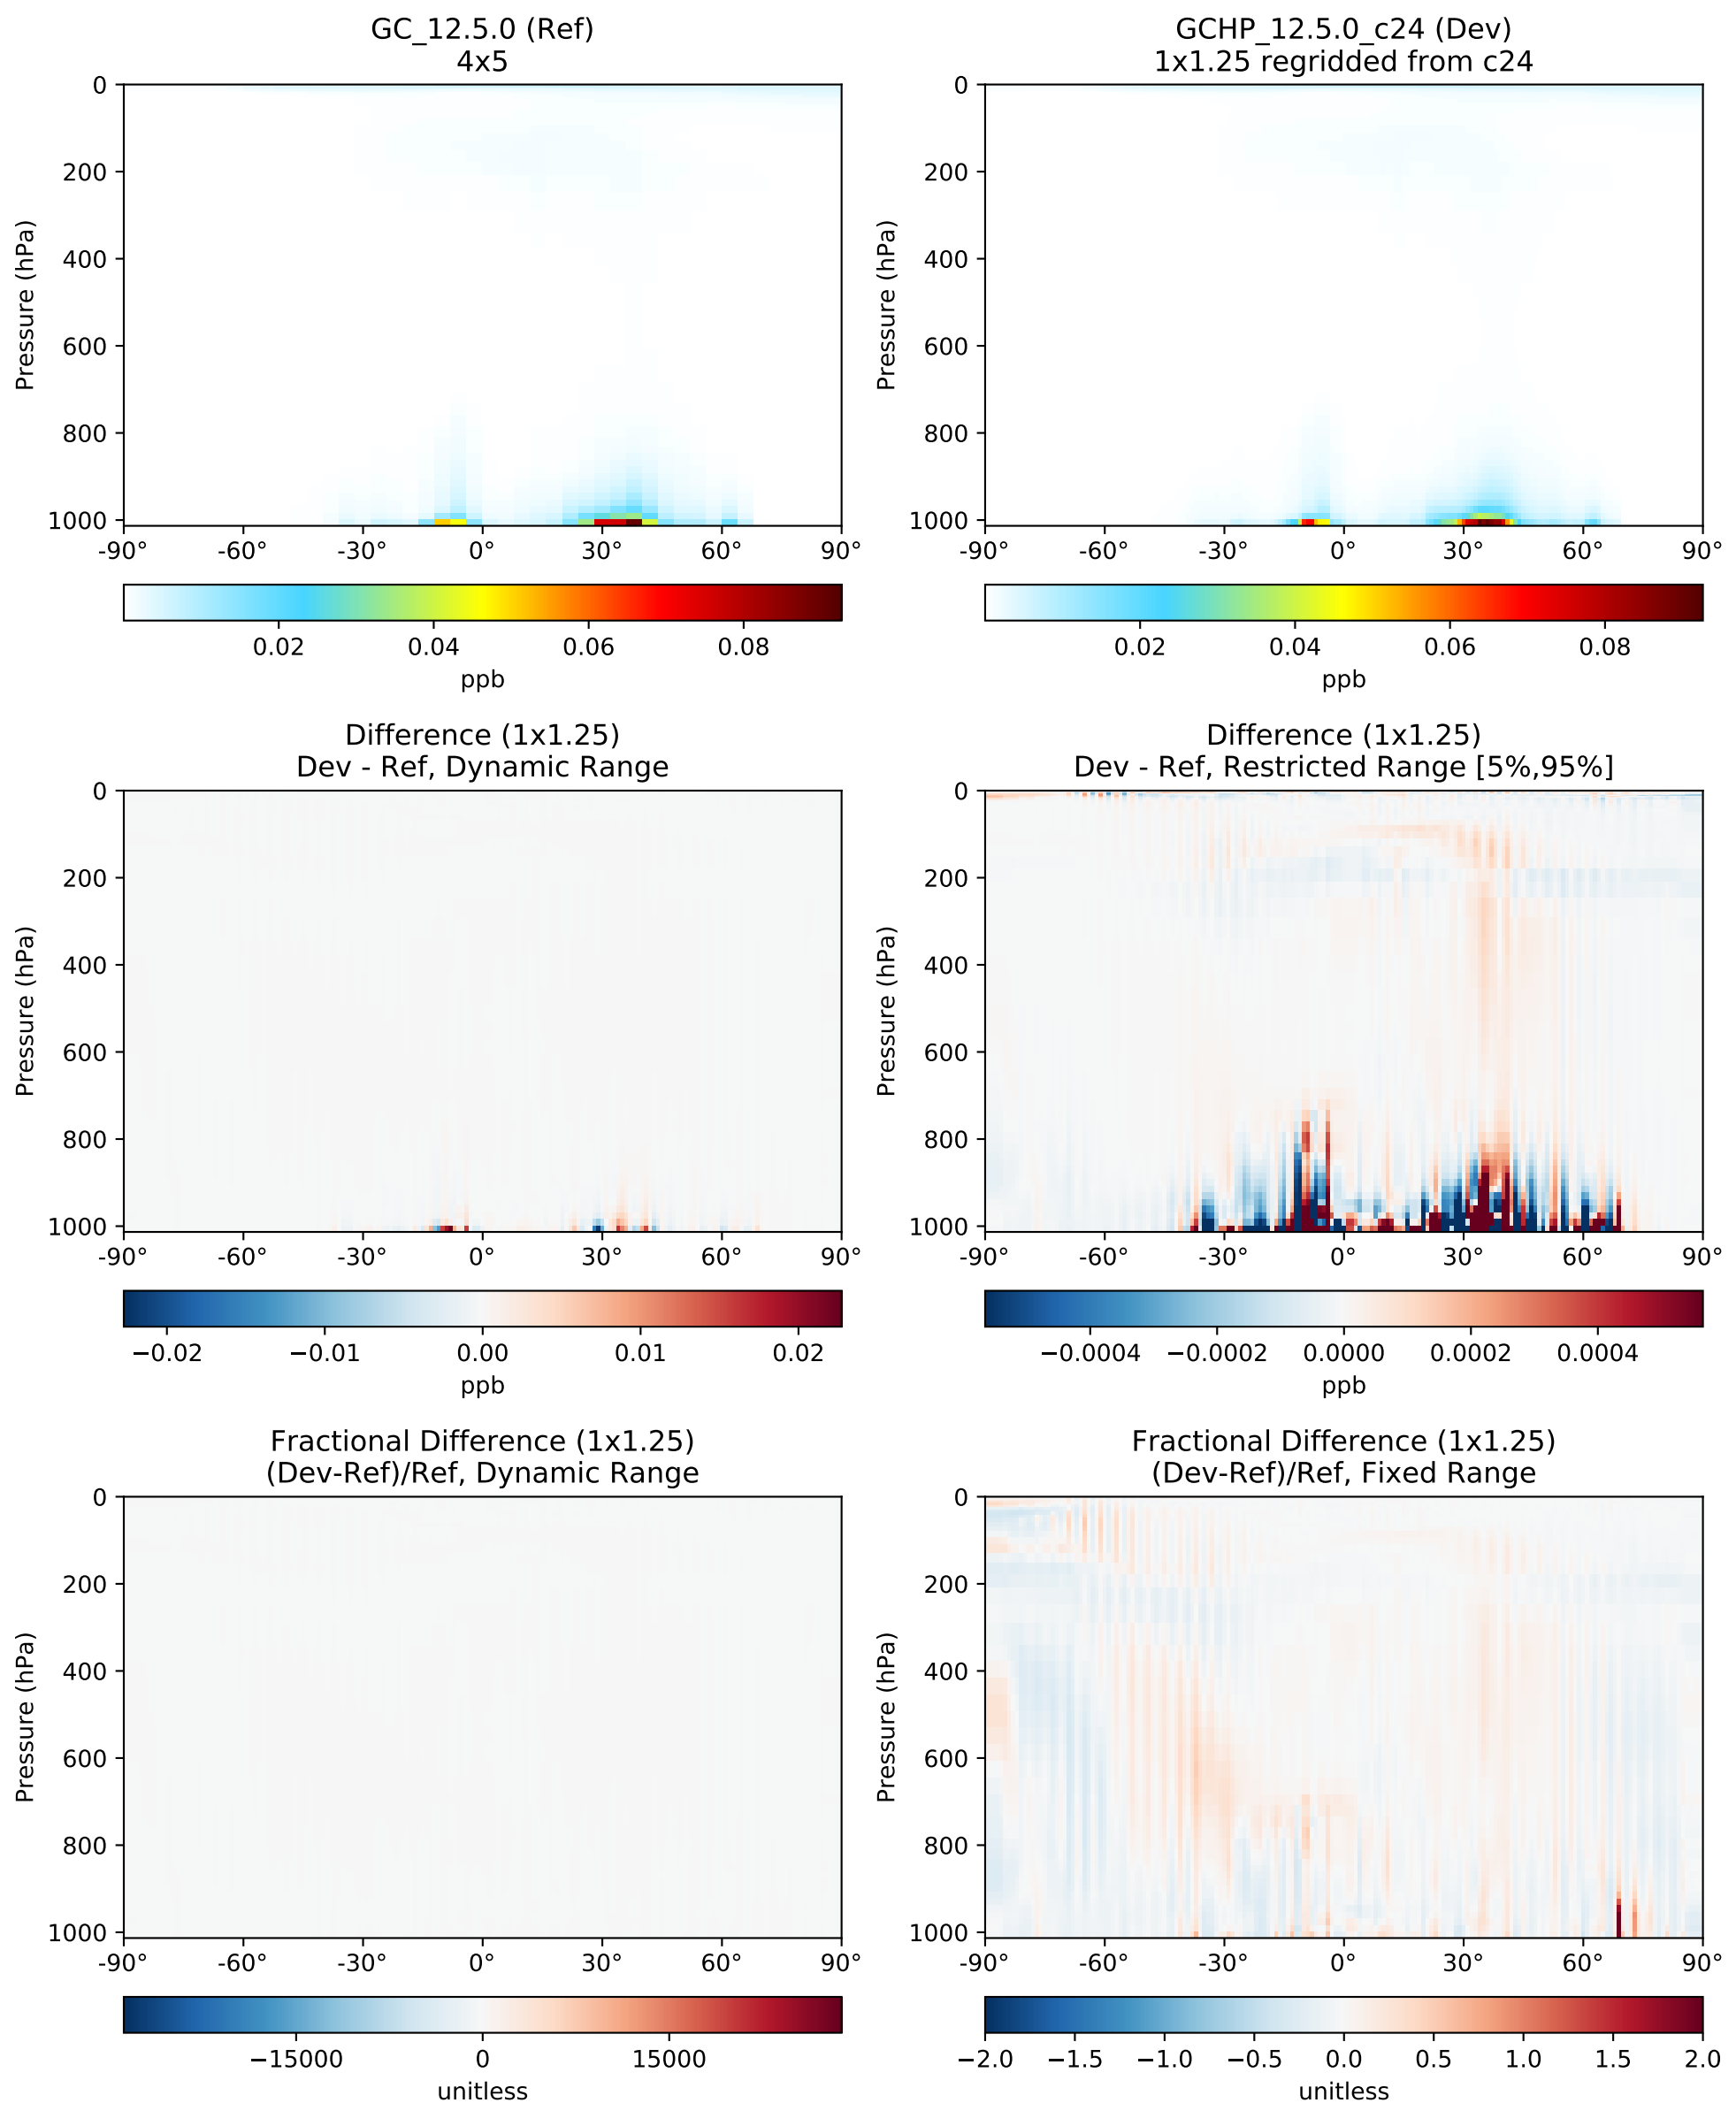 GC_12.5.0 (Ref)
4x5
0
200
400
600
800
1000
Pressure (hPa)
-90° -60° -30° 0° 30° 60° 90°
0.02 0.04 0.06 0.08
ppb
GCHP_12.5.0_c24 (Dev)
1x1.25 regridded from c24
0
200
400
600
800
1000
Pressure (hPa)
-90° -60° -30° 0° 30° 60° 90°
0.02 0.04 0.06 0.08
ppb
Difference (1x1.25)
Dev - Ref, Dynamic Range
0
200
400
600
800
1000
Pressure (hPa)
-90° -60° -30° 0° 30° 60° 90°
−0.02 −0.01 0.00 0.01 0.02
ppb
Difference (1x1.25)
Dev - Ref, Restricted Range [5%,95%]
0
200
400
600
800
1000
Pressure (hPa)
-90° -60° -30° 0° 30° 60° 90°
−0.0004 −0.0002 0.0000 0.0002 0.0004
ppb
Fractional Difference (1x1.25)
(Dev-Ref)/Ref, Dynamic Range
0
200
400
600
800
1000
Pressure (hPa)
-90° -60° -30° 0° 30° 60° 90°
−15000 0 15000
unitless
Fractional Difference (1x1.25)
(Dev-Ref)/Ref, Fixed Range
0
200
400
600
800
1000
Pressure (hPa)
-90° -60° -30° 0° 30° 60° 90°
−2.0 −1.5 −1.0 −0.5 0.0 0.5 1.0 1.5 2.0
unitless